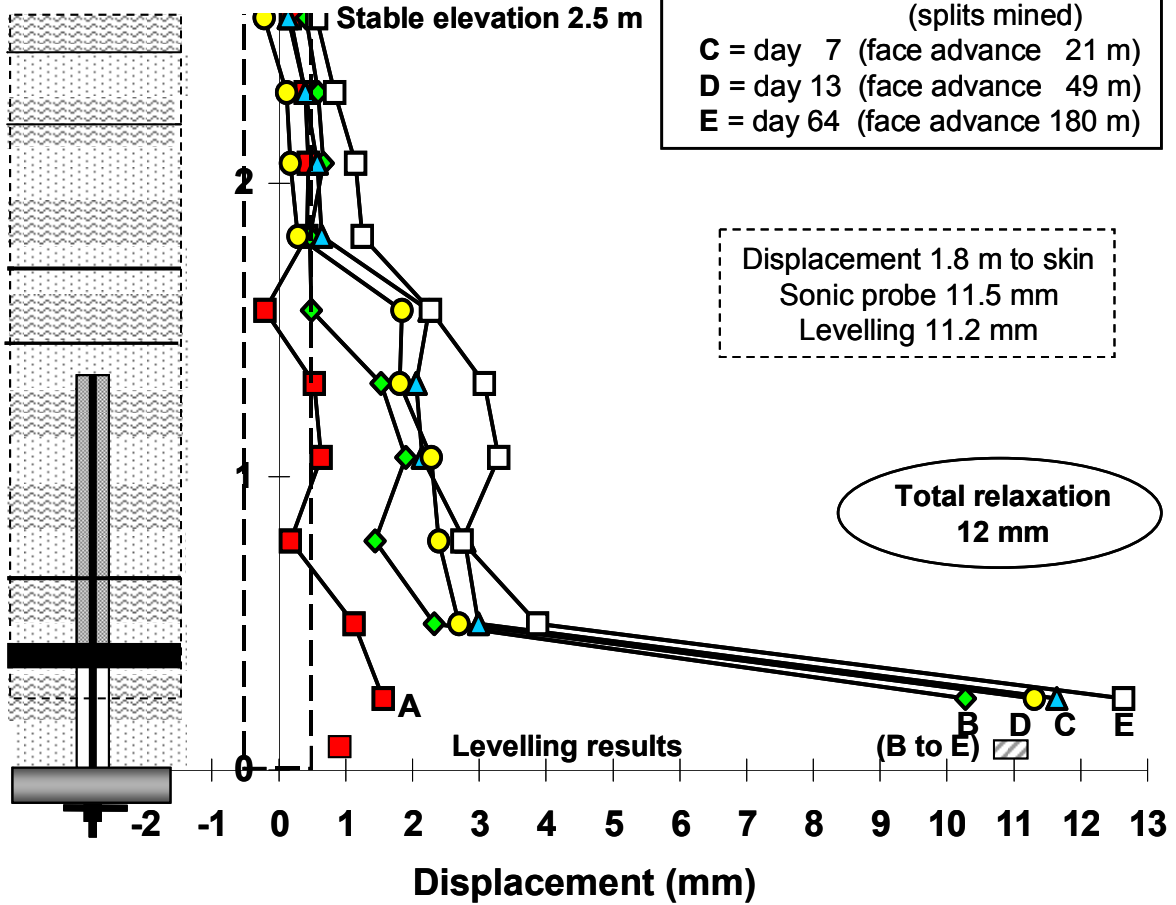 Stable elevation 2.5 m
(splits mined)
C = day 7 (face advance 21 m)
D = day 13 (face advance 49 m)
E = day 64 (face advance 180 m)
2
Displacement 1.8 m to skin
Sonic probe 11.5 mm
Levelling 11.2 mm
1
Total relaxation
12 mm
A
B D C E
Levelling results (B to E)
0
-2 -1 0 1 2 3 4 5 6 7 8 9 10 11 12 13
Displacement (mm)